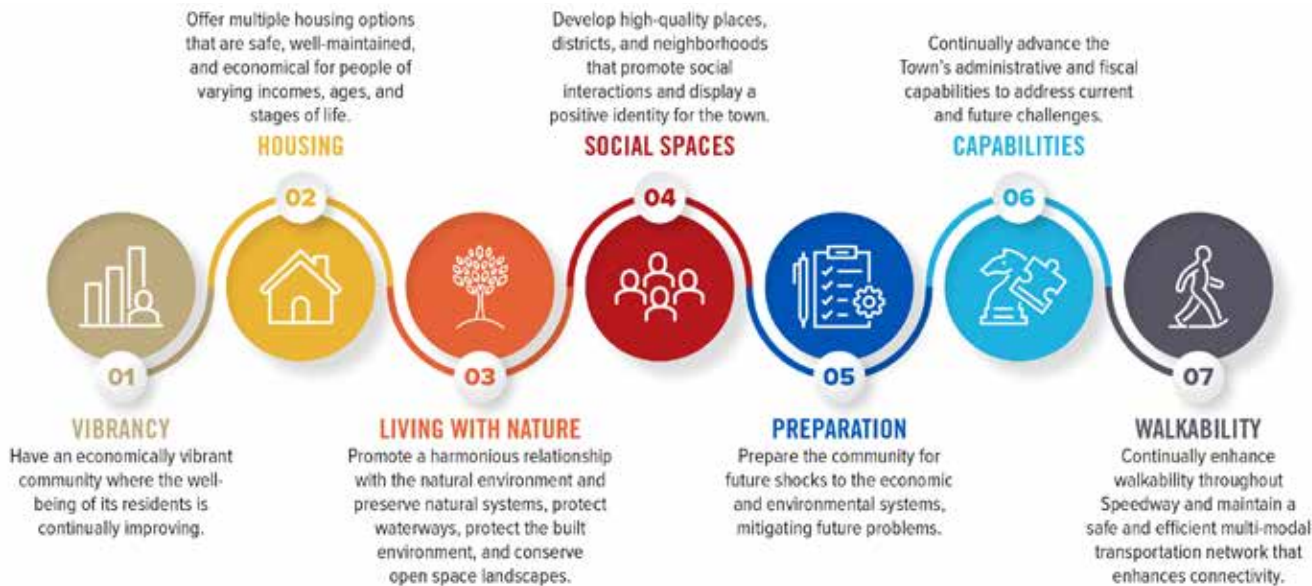 Offer multiple housing options
that are safe, well-maintained,
and economical for people of
varying incomes, ages, and
stages of life.
HOUSING
Develop high-quality places,
districts, and neighborhoods
that promote social
interactions and display a
positive identity for the town.
SOCIAL SPACES
Continually advance the
Town's administrative and fiscal
capabilities to address current
and future challenges.
CAPABILITIES
02
04
06
01
03
05
07
VIBRANCY
Have an economically vibrant
community where the well-
being of its residents is
continually improving.
LIVING WITH NATURE
Promote a harmonious relationship
with the natural environment and
preserve natural systems, protect
waterways, protect the built
environment, and conserve
open space landscapes.
PREPARATION
Prepare the community for
future shocks to the economic
and environmental systems,
mitigating future problems.
WALKABILITY
Continually enhance
walkability throughout
Speedway and maintain a
safe and efficient multi-modal
transportation network that
enhances connectivity.